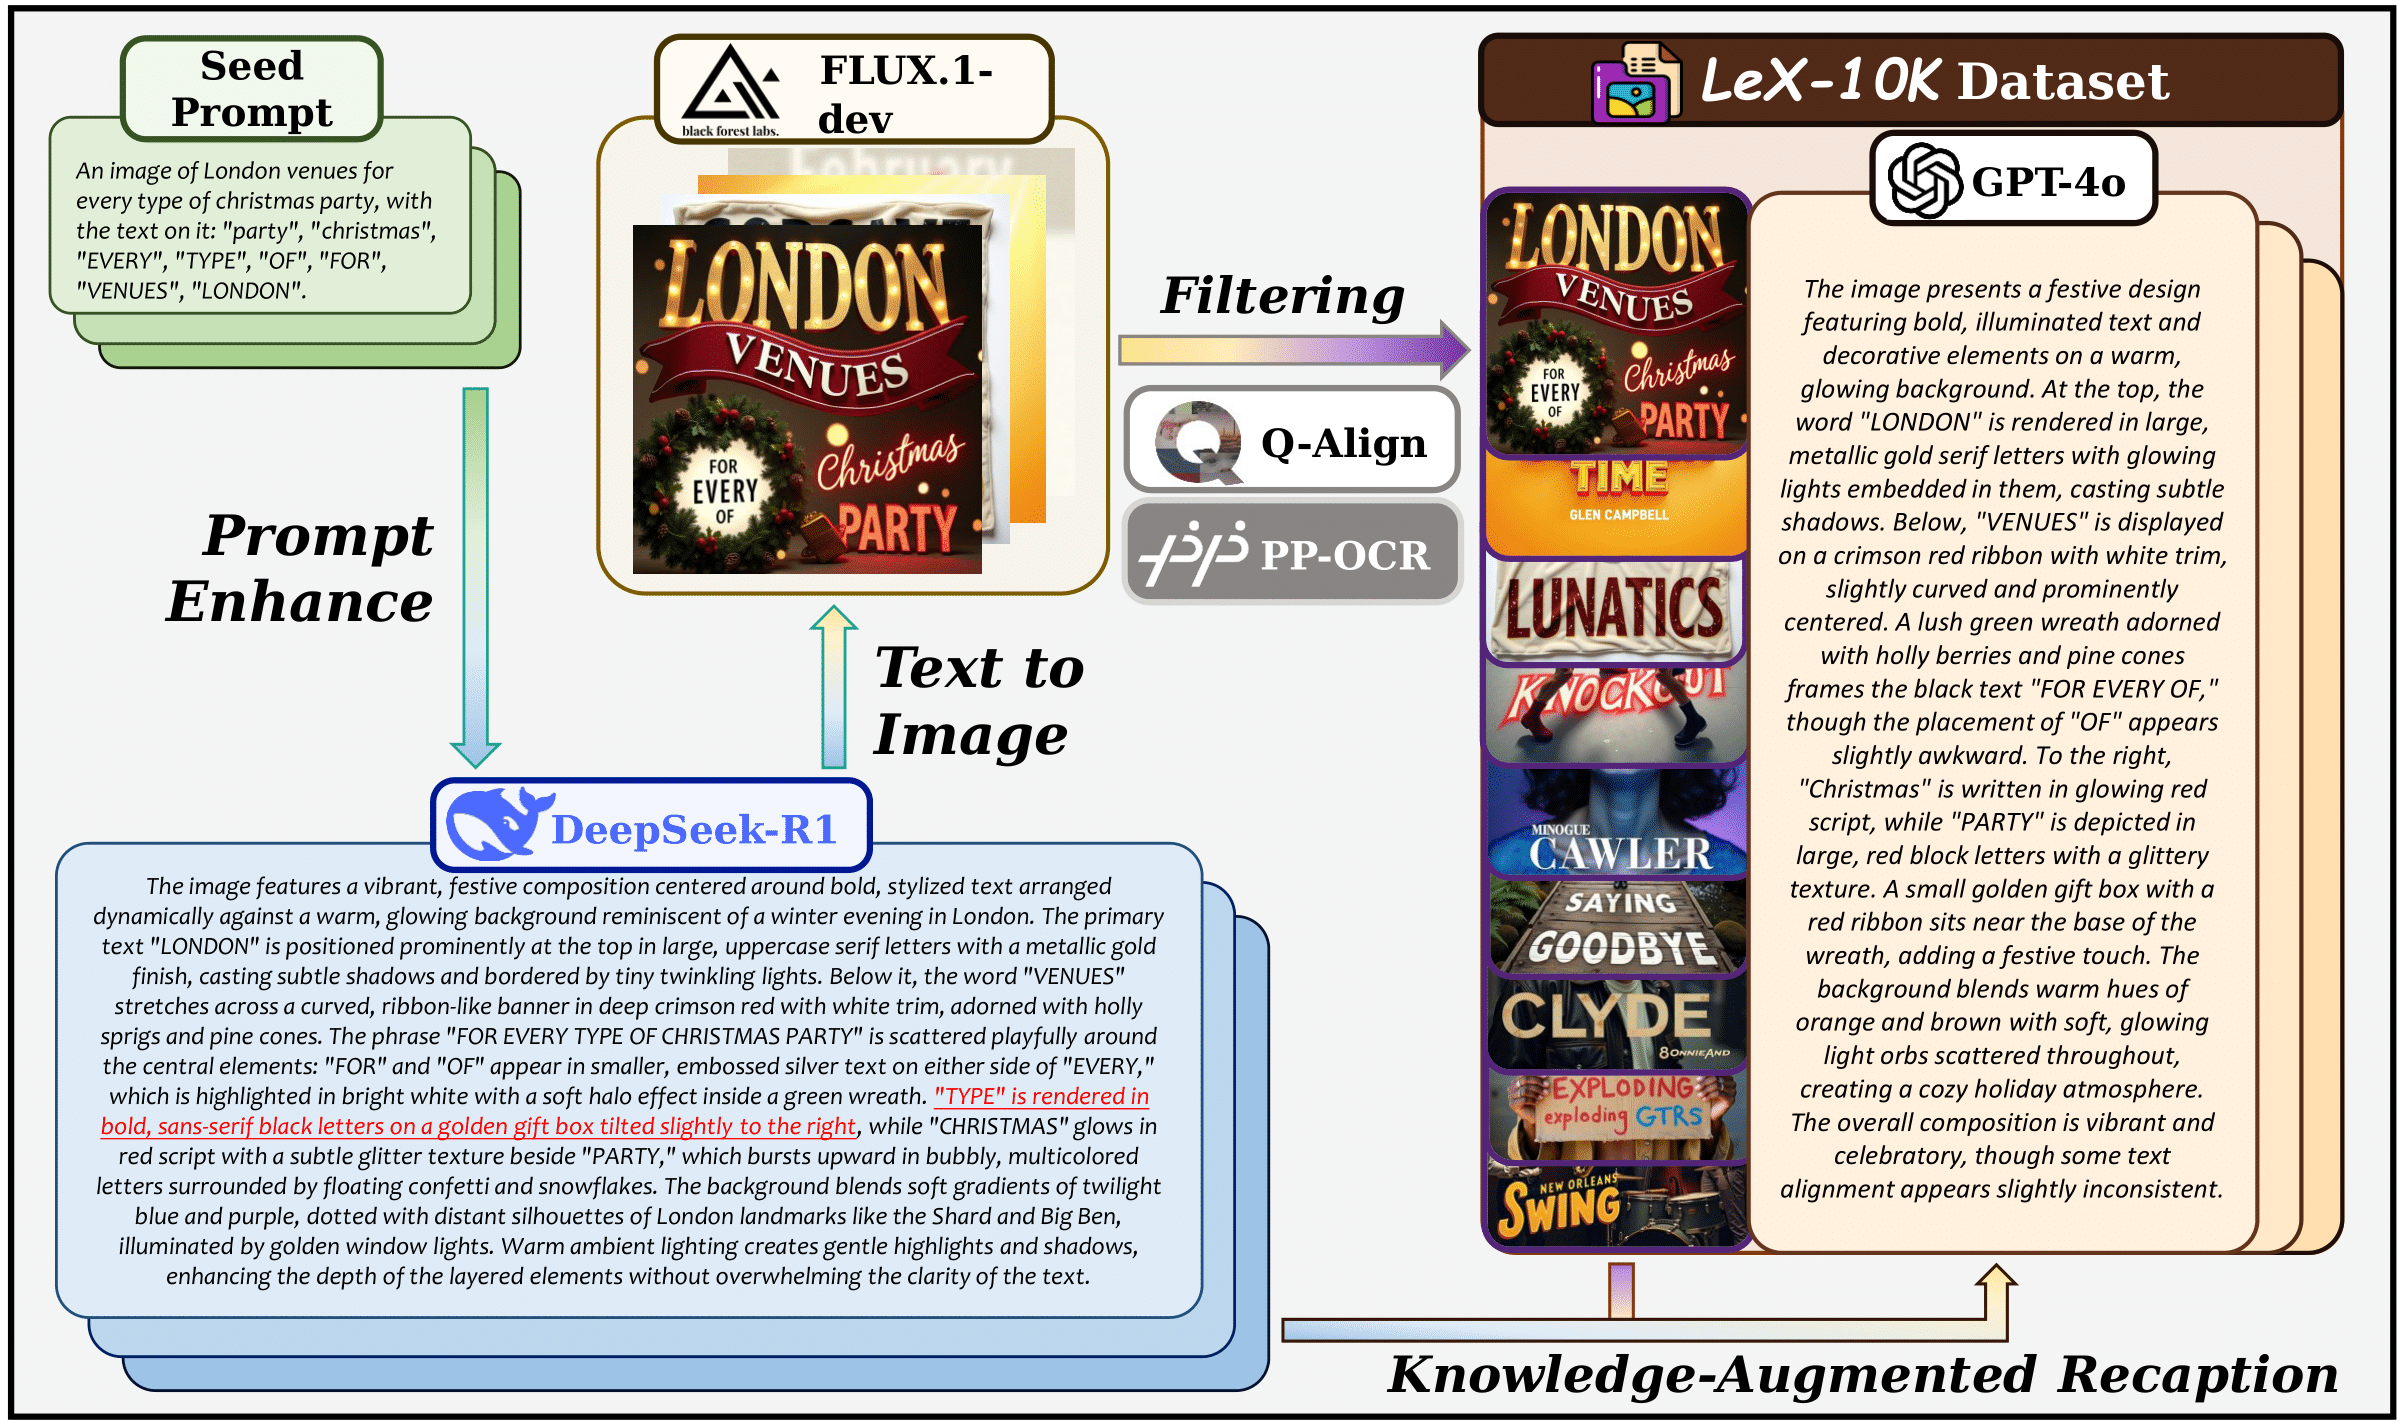 Seed
Prompt
An image of London venues for
every type of christmas party, with
the text on it: "party", "christmas",
"EVERY", "TYPE", "OF", "FOR",
"VENUES", "LONDON".
Prompt
Enhance
DeepSeek-R1
The image features a vibrant, festive composition centered around bold, stylized text arranged
dynamically against a warm, glowing background reminiscent of a winter evening in London. The primary
text "LONDON" is positioned prominently at the top in large, uppercase serif letters with a metallic gold
finish, casting subtle shadows and bordered by tiny twinkling lights. Below it, the word "VENUES"
stretches across a curved, ribbon-like banner in deep crimson red with white trim, adorned with holly
sprigs and pine cones. The phrase "FOR EVERY TYPE OF CHRISTMAS PARTY" is scattered playfully around
the central elements: "FOR" and "OF" appear in smaller, embossed silver text on either side of "EVERY,"
which is highlighted in bright white with a soft halo effect inside a green wreath. "TYPE" is rendered in
bold, sans-serif black letters on a golden gift box tilted slightly to the right, while "CHRISTMAS" glows in
red script with a subtle glitter texture beside "PARTY," which bursts upward in bubbly, multicolored
letters surrounded by floating confetti and snowflakes. The background blends soft gradients of twilight
blue and purple, dotted with distant silhouettes of London landmarks like the Shard and Big Ben,
illuminated by golden window lights. Warm ambient lighting creates gentle highlights and shadows,
enhancing the depth of the layered elements without overwhelming the clarity of the text.
Text to
Image
black forest labs.
FLUX.1-
dev
February
LONDON
VENUES
FOR
EVERY
OF
Christmas
PARTY
Filtering
Q-Align
PP-OCR
LeX-10K Dataset
LONDON
VENUES
FOR
EVERY
OF
Christmas
PARTY
TIME
GLEN CAMPBELL
LUNATICS
KNOCKOUT
MINOGUE
CAWLER
SAYING
GOODBYE
CLYDE
BONNIEAND
EXPLODING
exploding GTRS
NEW ORLEANS
SWING
GPT-4o
The image presents a festive design
featuring bold, illuminated text and
decorative elements on a warm,
glowing background. At the top, the
word "LONDON" is rendered in large,
metallic gold serif letters with glowing
lights embedded in them, casting subtle
shadows. Below, "VENUES" is displayed
on a crimson red ribbon with white trim,
slightly curved and prominently
centered. A lush green wreath adorned
with holly berries and pine cones
frames the black text "FOR EVERY OF,"
though the placement of "OF" appears
slightly awkward. To the right,
"Christmas" is written in glowing red
script, while "PARTY" is depicted in
large, red block letters with a glittery
texture. A small golden gift box with a
red ribbon sits near the base of the
wreath, adding a festive touch. The
background blends warm hues of
orange and brown with soft, glowing
light orbs scattered throughout,
creating a cozy holiday atmosphere.
The overall composition is vibrant and
celebratory, though some text
alignment appears slightly inconsistent.
Knowledge-Augmented Recaption